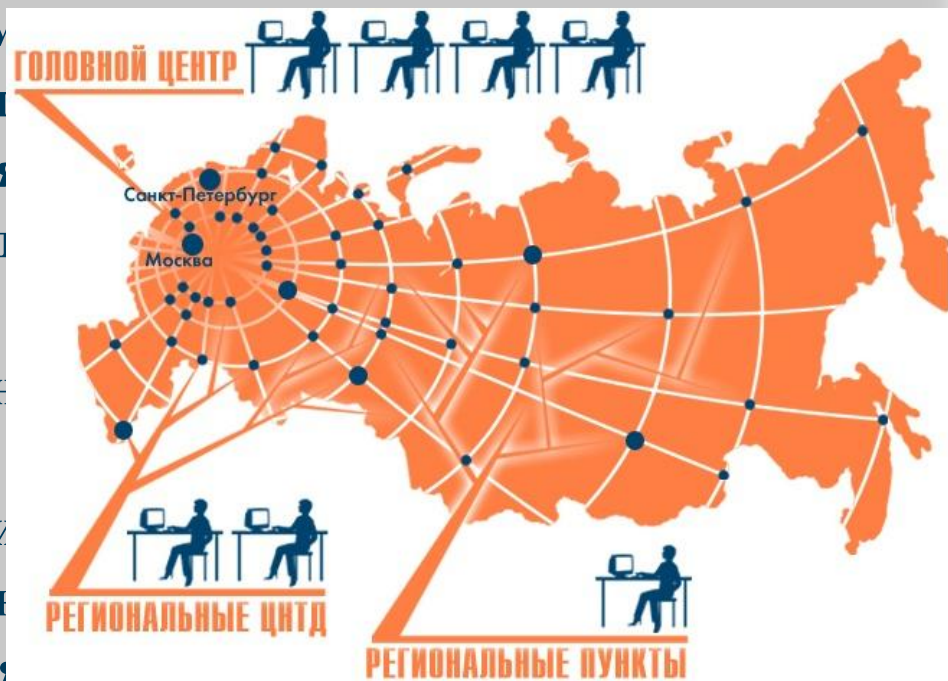 ГОЛОВНОЙ ЦЕНТР
Санкт-Петербург
Москва
РЕГИОНАЛЬНЫЕ ЦНТД
РЕГИОНАЛЬНЫЕ ПУНКТЫ